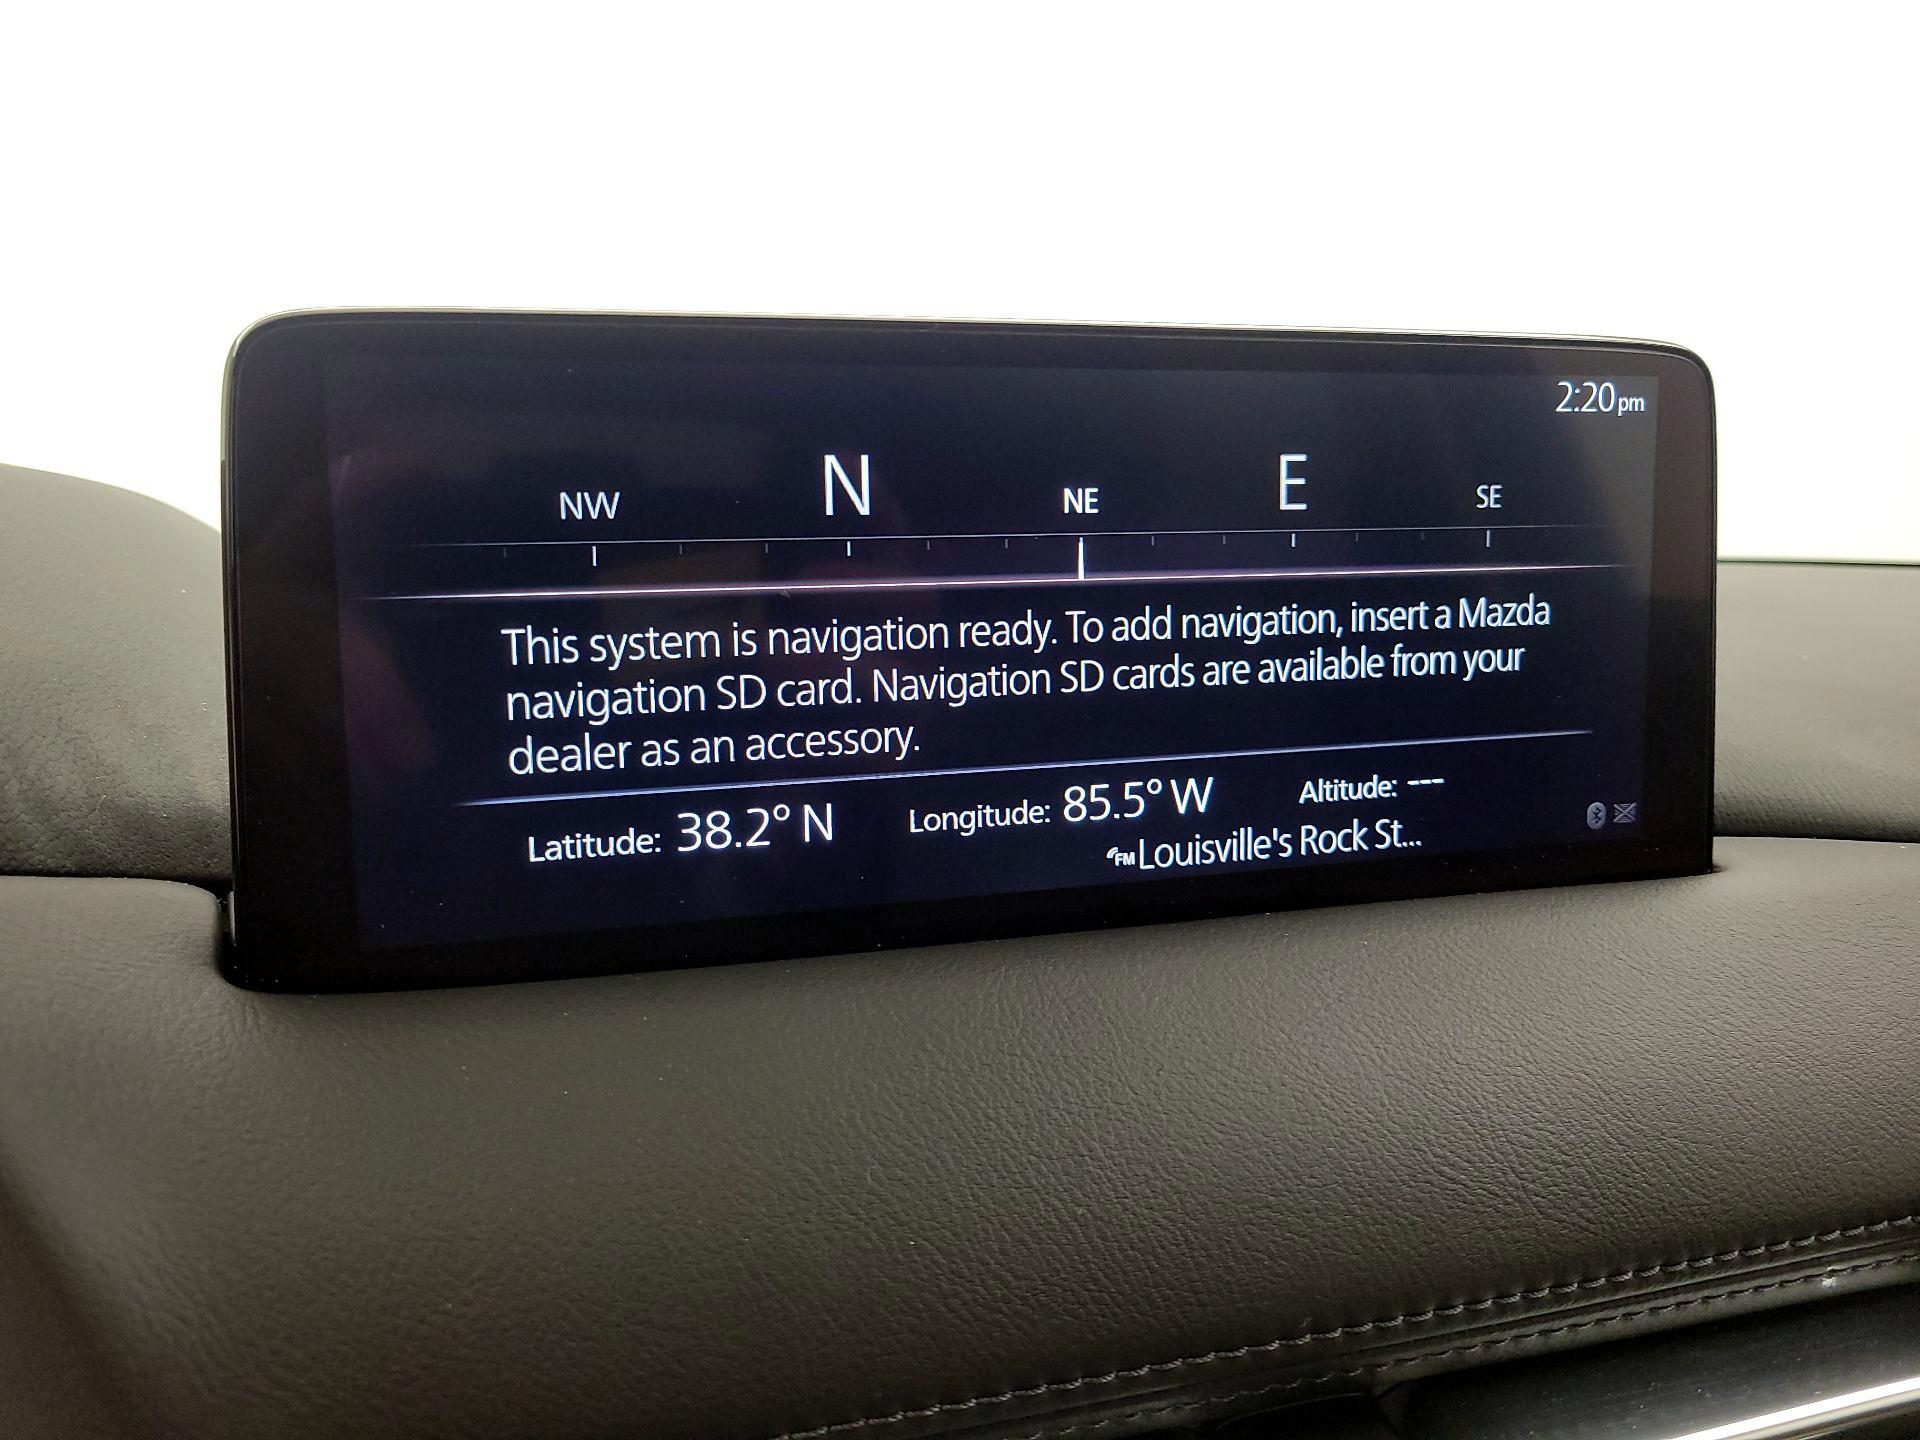 2:20pm
NW N NE E SE
This system is navigation ready. To add navigation, insert a Mazda
navigation SD card. Navigation SD cards are available from your
dealer as an accessory.
Latitude: 38.2° N Longitude: 85.5° W Altitude: ---
FM Louisville's Rock St...